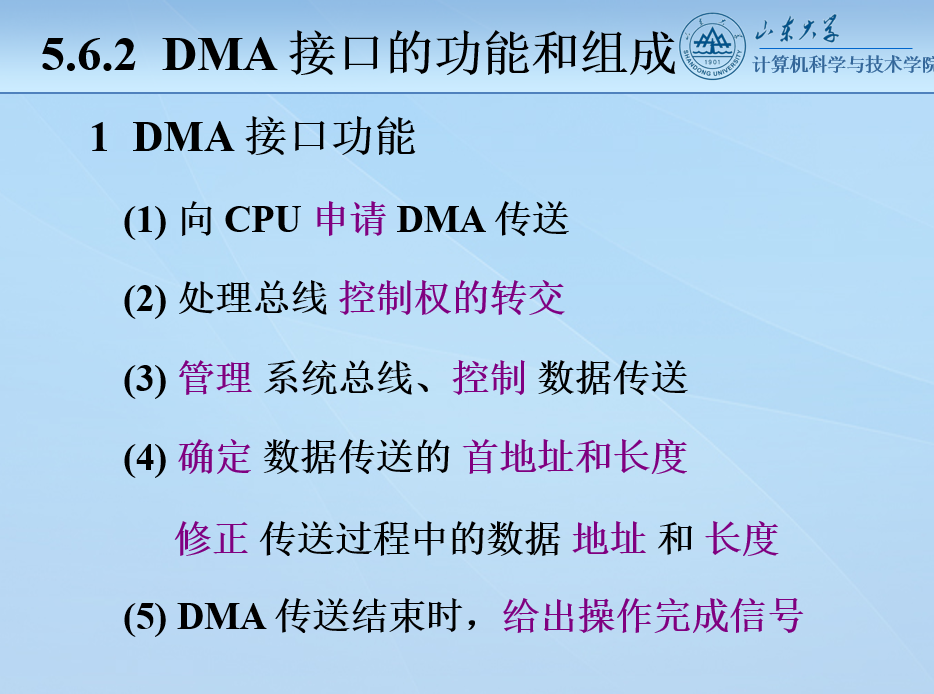 5.6.2 DMA 接口的功能和组成
山东大学
SHANDONG UNIVERSITY
1901
计算机科学与技术学院
1 DMA 接口功能
(1) 向 CPU 申请 DMA 传送
(2) 处理总线 控制权的转交
(3) 管理 系统总线、控制 数据传送
(4) 确定 数据传送的 首地址和长度
修正 传送过程中的数据 地址 和 长度
(5) DMA 传送结束时，给出操作完成信号